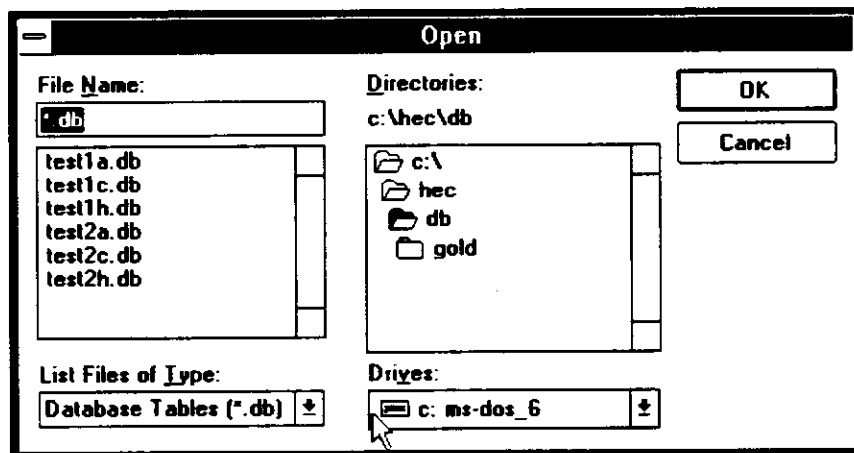 Open
File Name:
*.db
test1a.db
test1c.db
test1h.db
test2a.db
test2c.db
test2h.db
List Files of Type:
Database Tables (*.db)
Directories:
c:\hec\db
c:\
hec
db
gold
Drives:
c: ms-dos_6
OK
Cancel